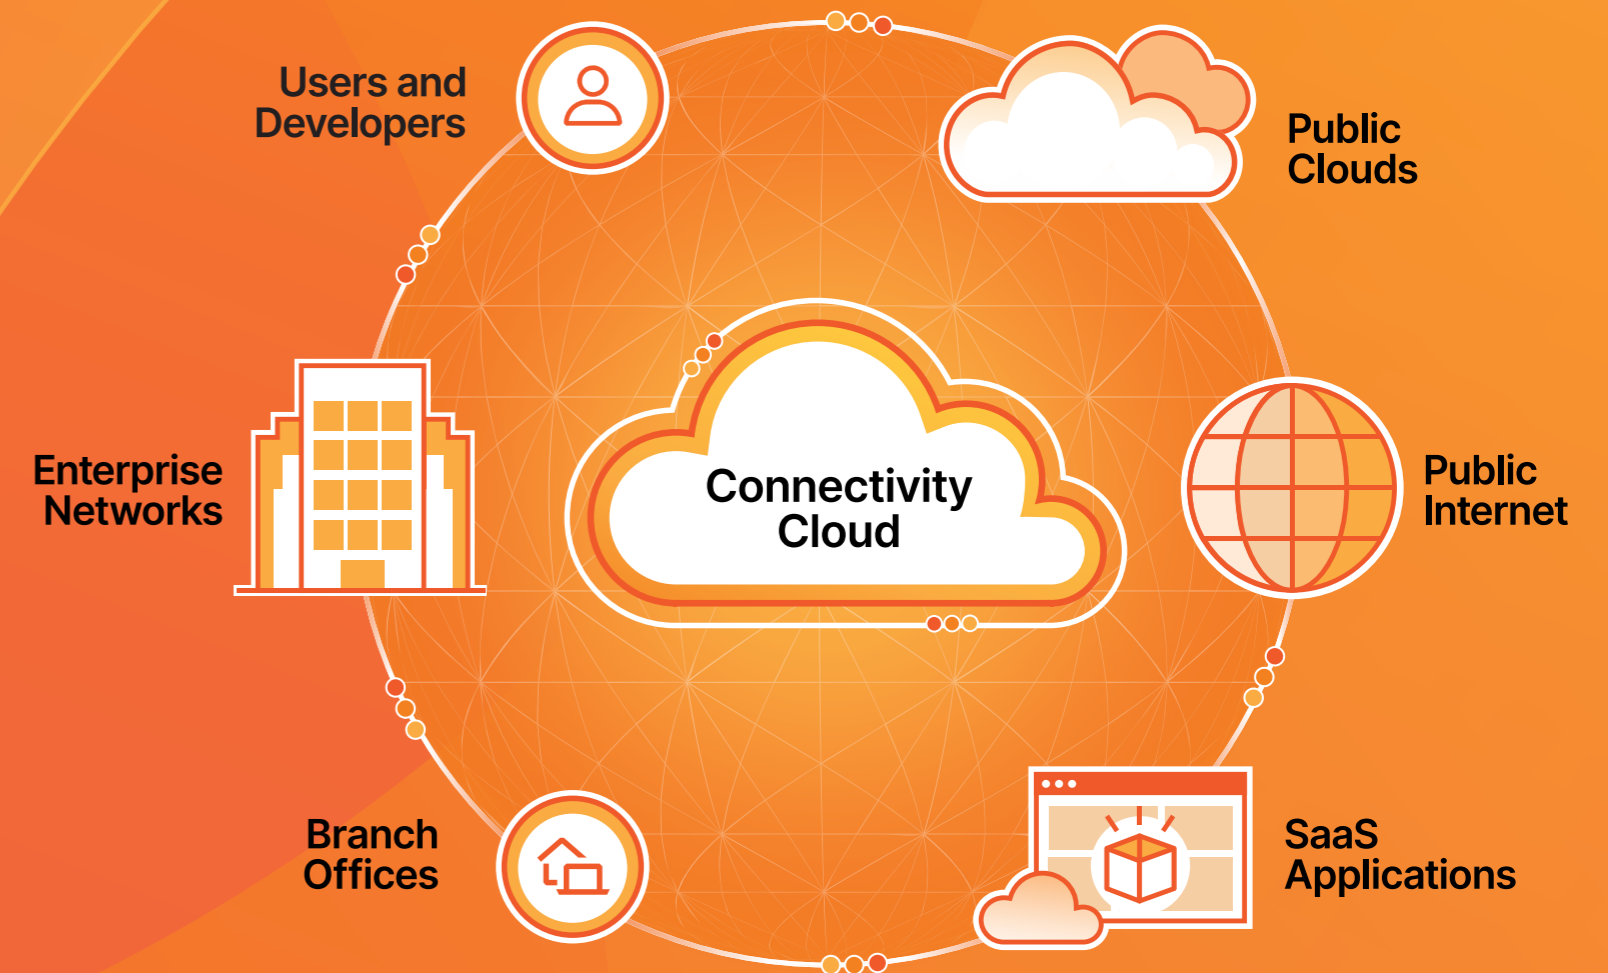 Users and
Developers
Public
Clouds
Enterprise
Networks
Connectivity
Cloud
Public
Internet
Branch
Offices
SaaS
Applications